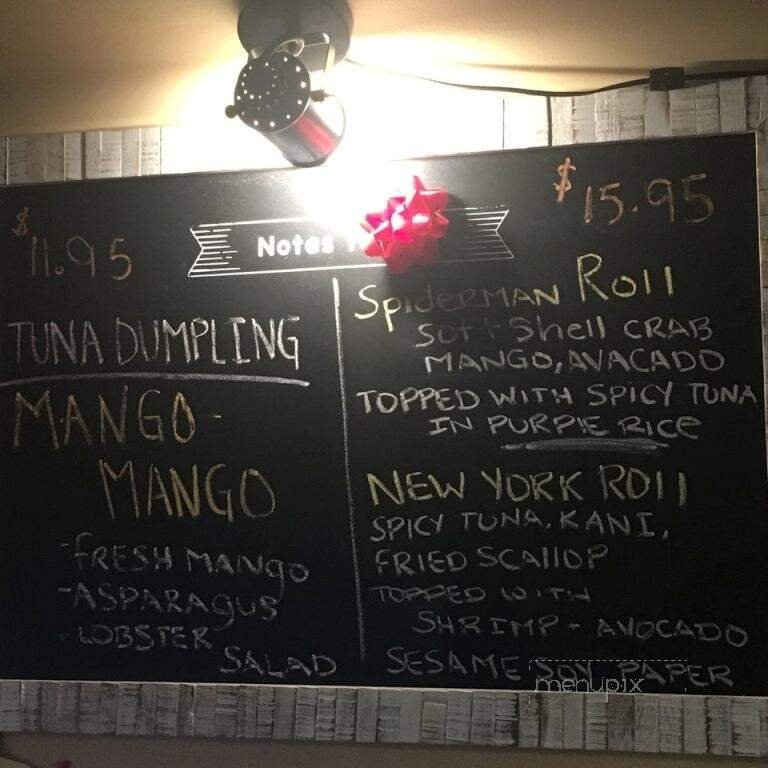 $11.95
Notes
TUNA DUMPLING
MANGO-
MANGO
-FRESH MANGO
-ASPARAGUS
-LOBSTER
SALAD
$15.95
SpiderMAN Roll
Soft Shell CRAB
MANGO, AVACADO
TOPPED WITH SPICY TUNA
IN PURPlE RICE
NEW YORK ROll
SPICY TUNA, KANI,
FRIED SCAllOP
TOPPED WITH
SHRIMP - AVOCADO
SESAME SOY PAPER
menupix